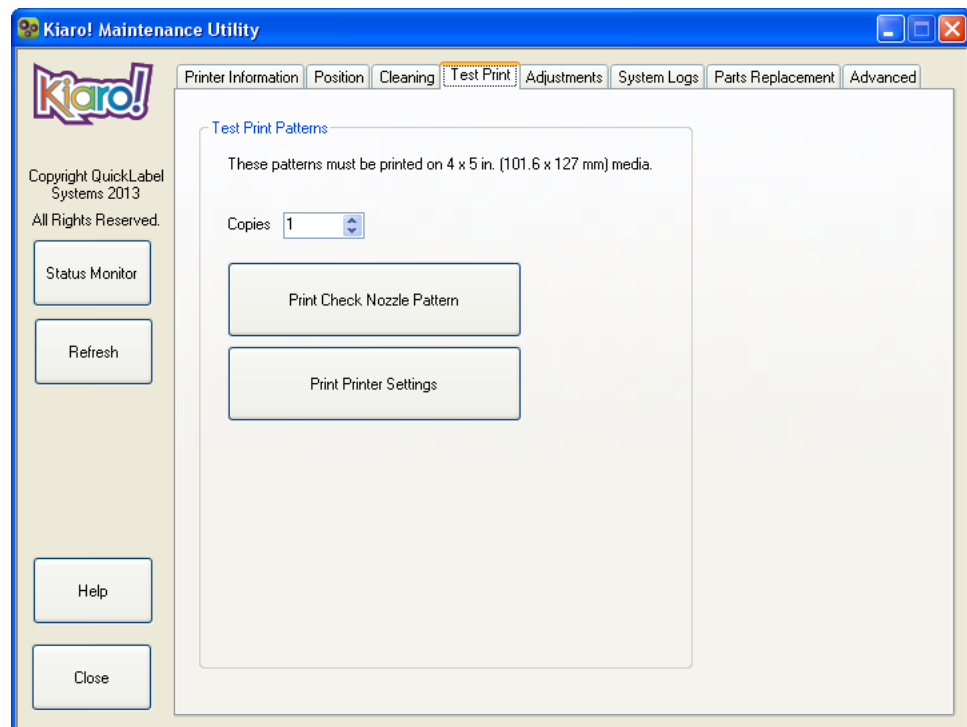 Kiaro! Maintenance Utility
Kiaro!
Copyright QuickLabel
Systems 2013
All Rights Reserved.
Status Monitor
Refresh
Help
Close
Printer Information Position Cleaning Test Print Adjustments System Logs Parts Replacement Advanced
Test Print Patterns
These patterns must be printed on 4 x 5 in. (101.6 x 127 mm) media.
Copies 1
Print Check Nozzle Pattern
Print Printer Settings